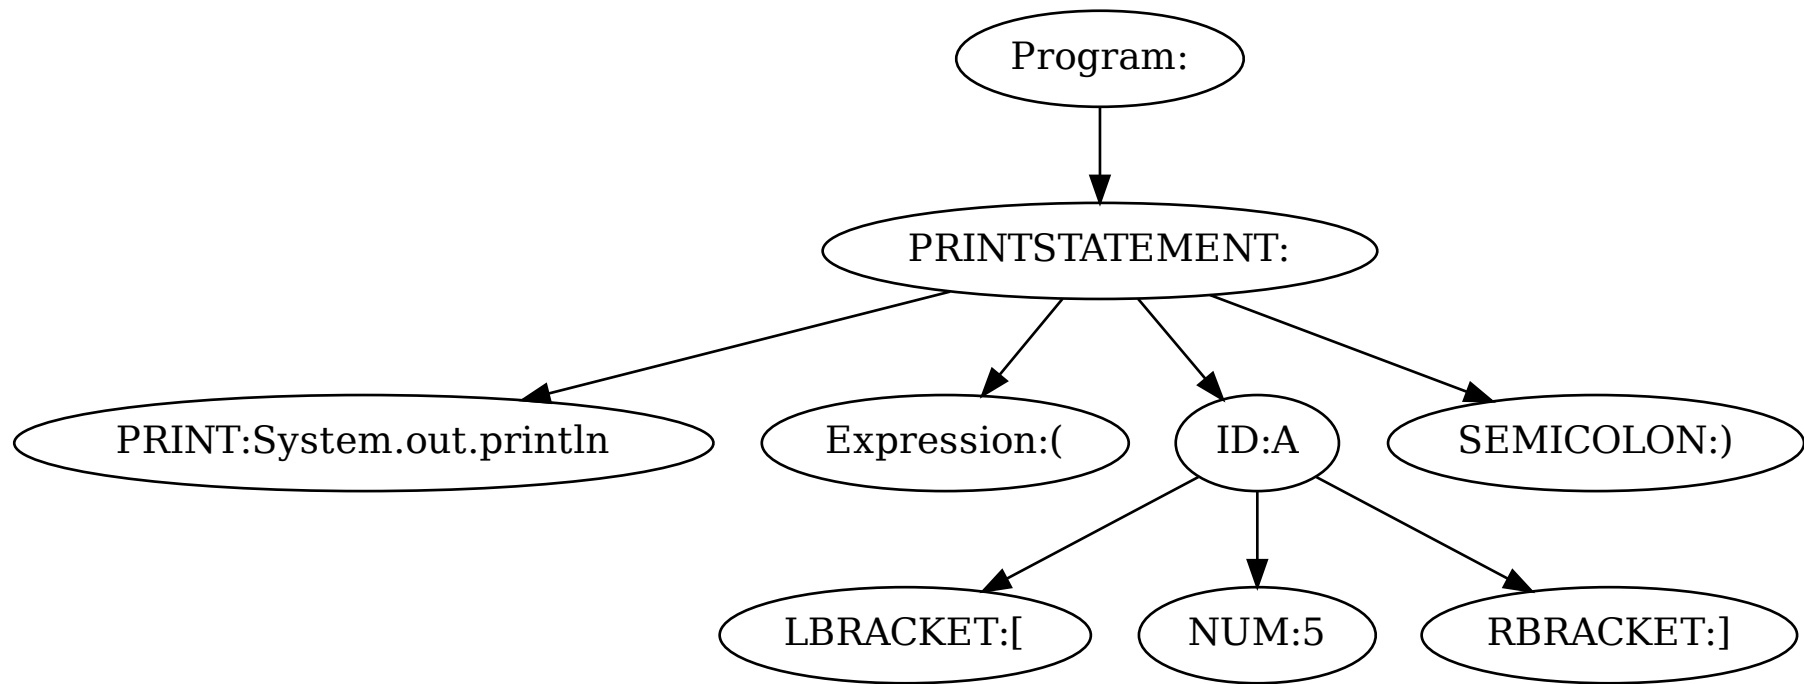 Program:
PRINTSTATEMENT:
PRINT:System.out.println
Expression:(
ID:A
SEMICOLON:)
LBRACKET:[
NUM:5
RBRACKET:]